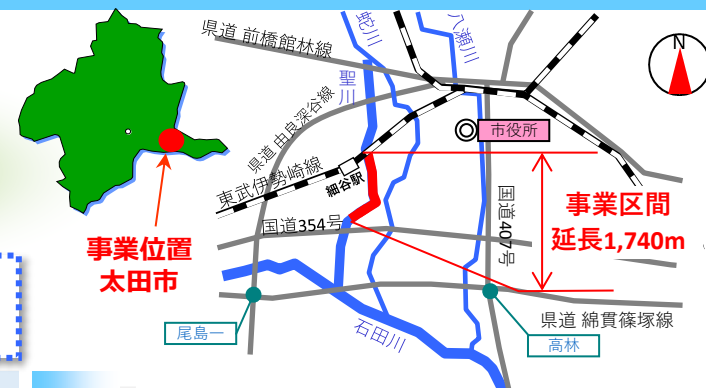 県道 前橋館林線
蛇川
八瀬川
聖川
N
県道 由良深谷線
市役所
東武伊勢崎線
細谷駅
国道354号
国道407号
事業区間
延長1,740m
事業位置
太田市
尾島一
石田川
県道 綿貫篠塚線
高林